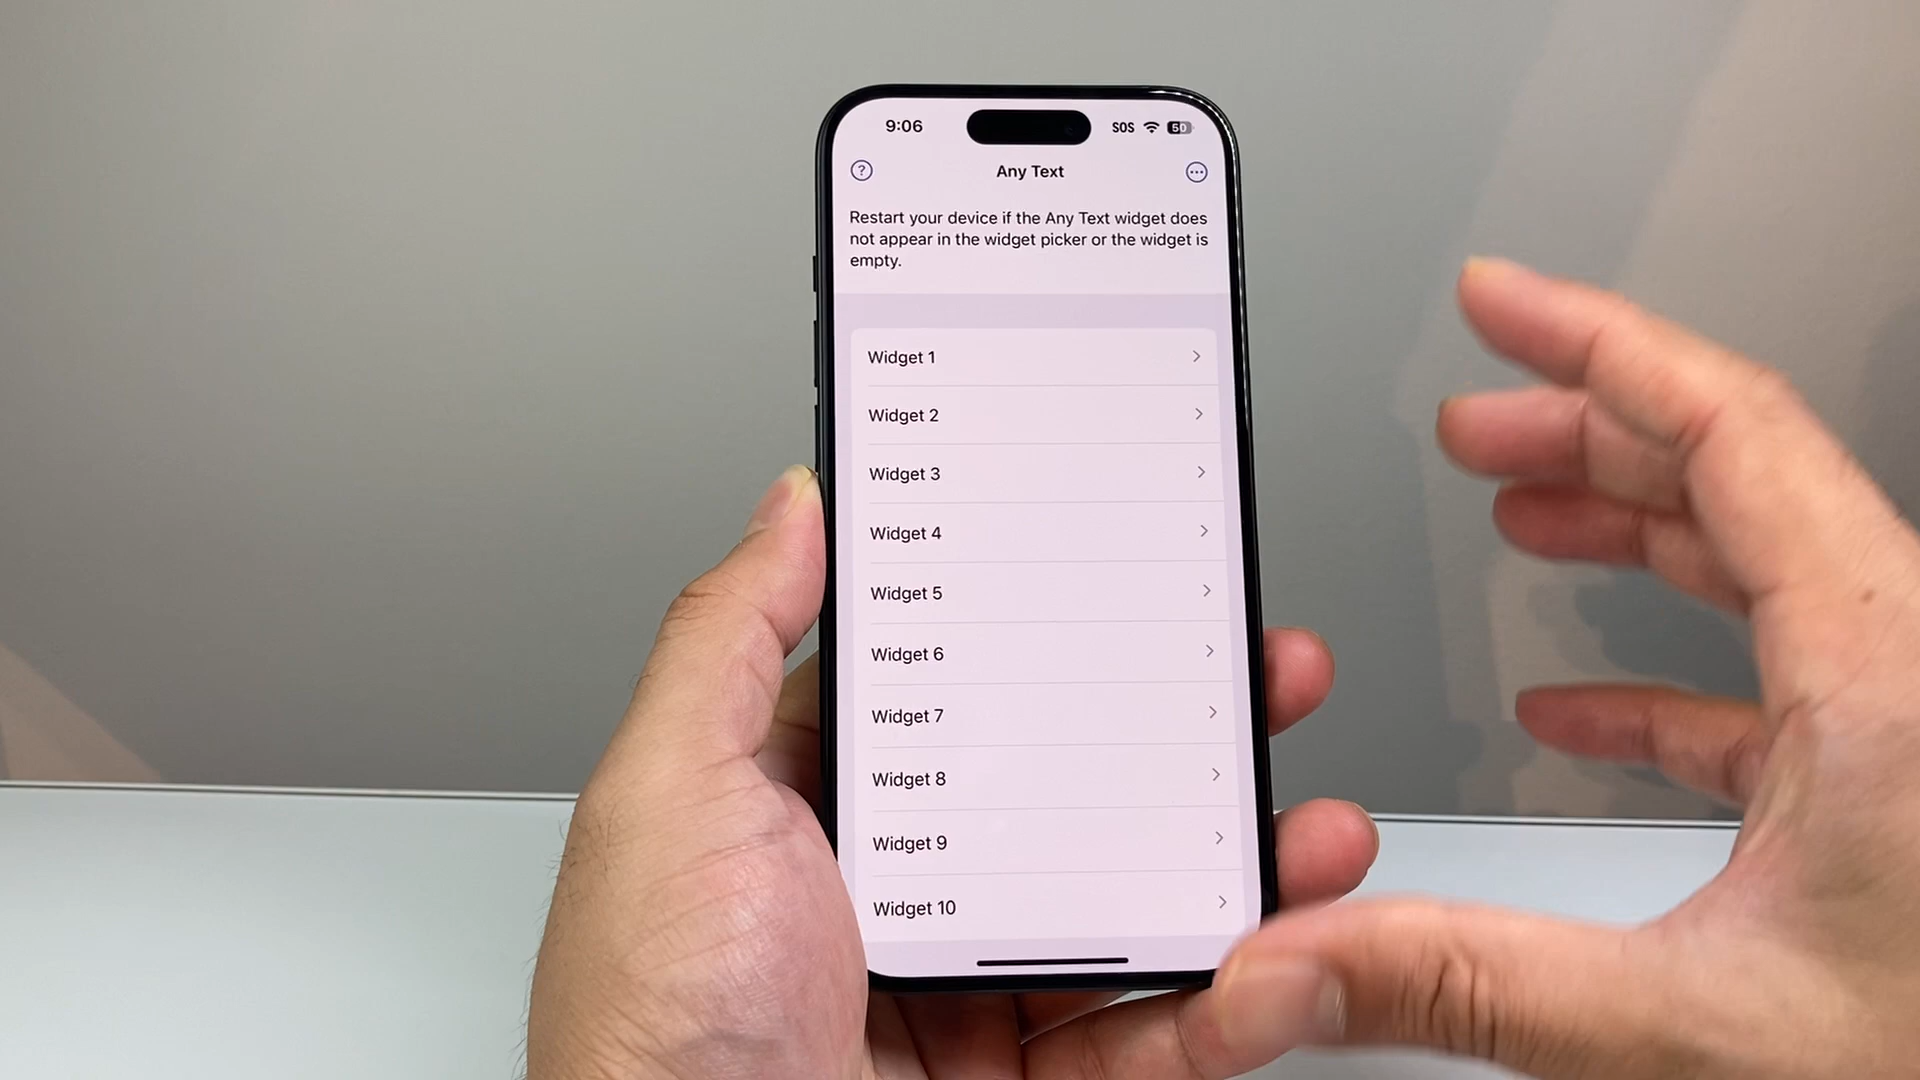 9:06
SOS
50
?
Any Text
Restart your device if the Any Text widget does
not appear in the widget picker or the widget is
empty.
Widget 1
Widget 2
Widget 3
Widget 4
Widget 5
Widget 6
Widget 7
Widget 8
Widget 9
Widget 10